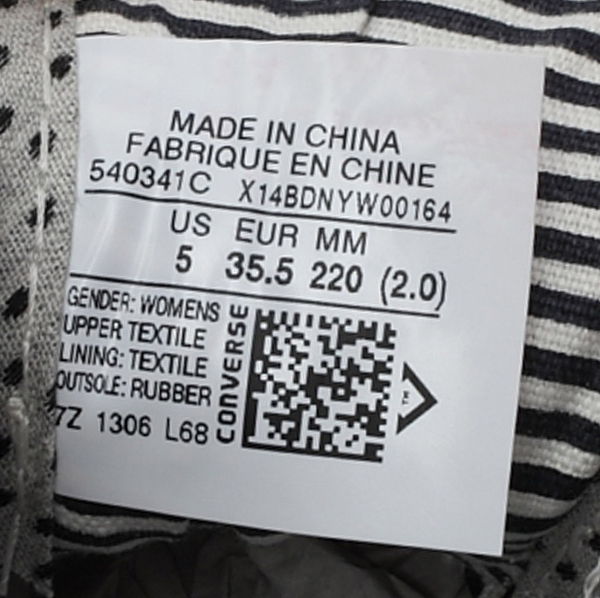 MADE IN CHINA
FABRIQUE EN CHINE
540341C X14BDNYW00164
US EUR MM
5 35.5 220 (2.0)
GENDER: WOMENS
UPPER TEXTILE
LINING: TEXTILE
OUTSOLE: RUBBER
7Z 1306 L68
CONVERSE
TM